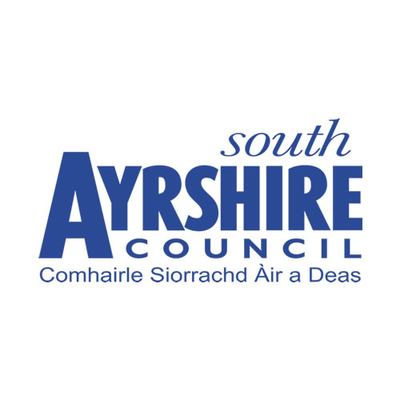 south
AYRSHIRE
COUNCIL
Comhairle Siorrachd Àir a Deas